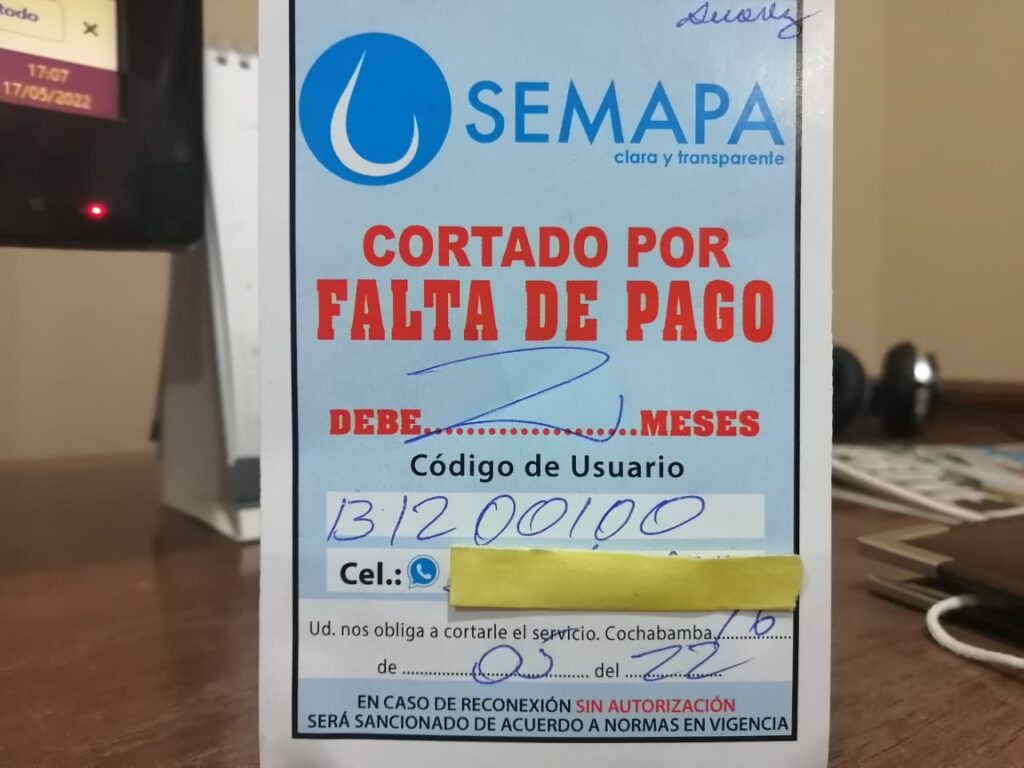 todo
17:07
17/05/2022
Suarez
SEMAPA
clara y transparente
CORTADO POR
FALTA DE PAGO
DEBE....................2....................MESES
Código de Usuario
B1200100
Cel.:
Ud. nos obliga a cortarle el servicio. Cochabamba, 16
de 05 del 22
EN CASO DE RECONEXIÓN SIN AUTORIZACIÓN
SERÁ SANCIONADO DE ACUERDO A NORMAS EN VIGENCIA